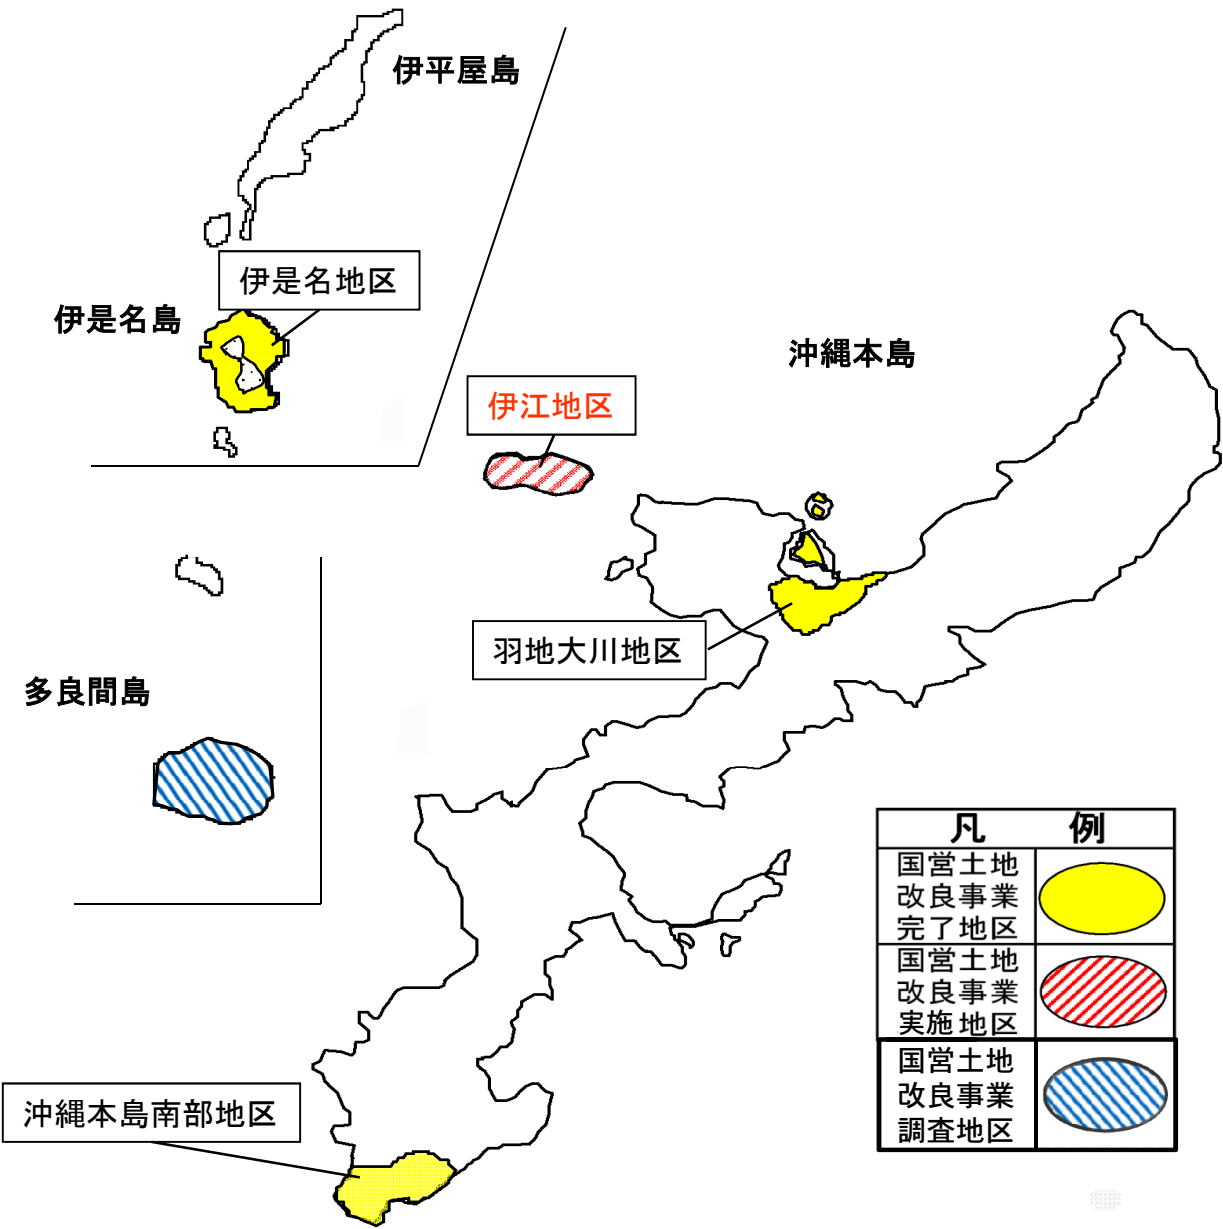 伊平屋島
伊是名地区
伊是名島
沖縄本島
伊江地区
羽地大川地区
多良間島
沖縄本島南部地区
凡 例
国営土地
改良事業
完了地区
国営土地
改良事業
実施地区
国営土地
改良事業
調査地区